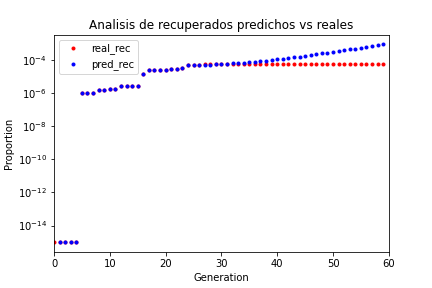 Analisis de recuperados predichos vs reales
real_rec
pred_rec
Proportion
10⁻⁴
10⁻⁶
10⁻⁸
10⁻¹⁰
10⁻¹²
10⁻¹⁴
0 10 20 30 40 50 60
Generation